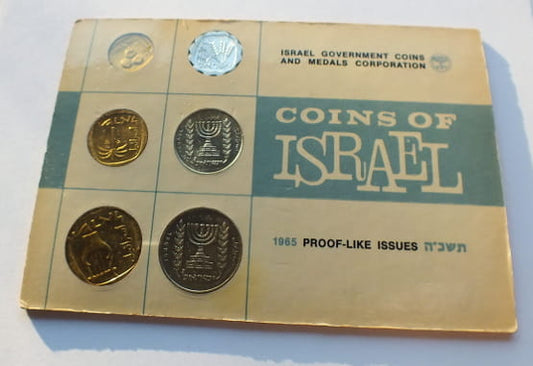 ISRAEL GOVERNMENT COINS
AND MEDALS CORPORATION
COINS OF
ISRAEL
1965 PROOF-LIKE ISSUES תשכ"ה